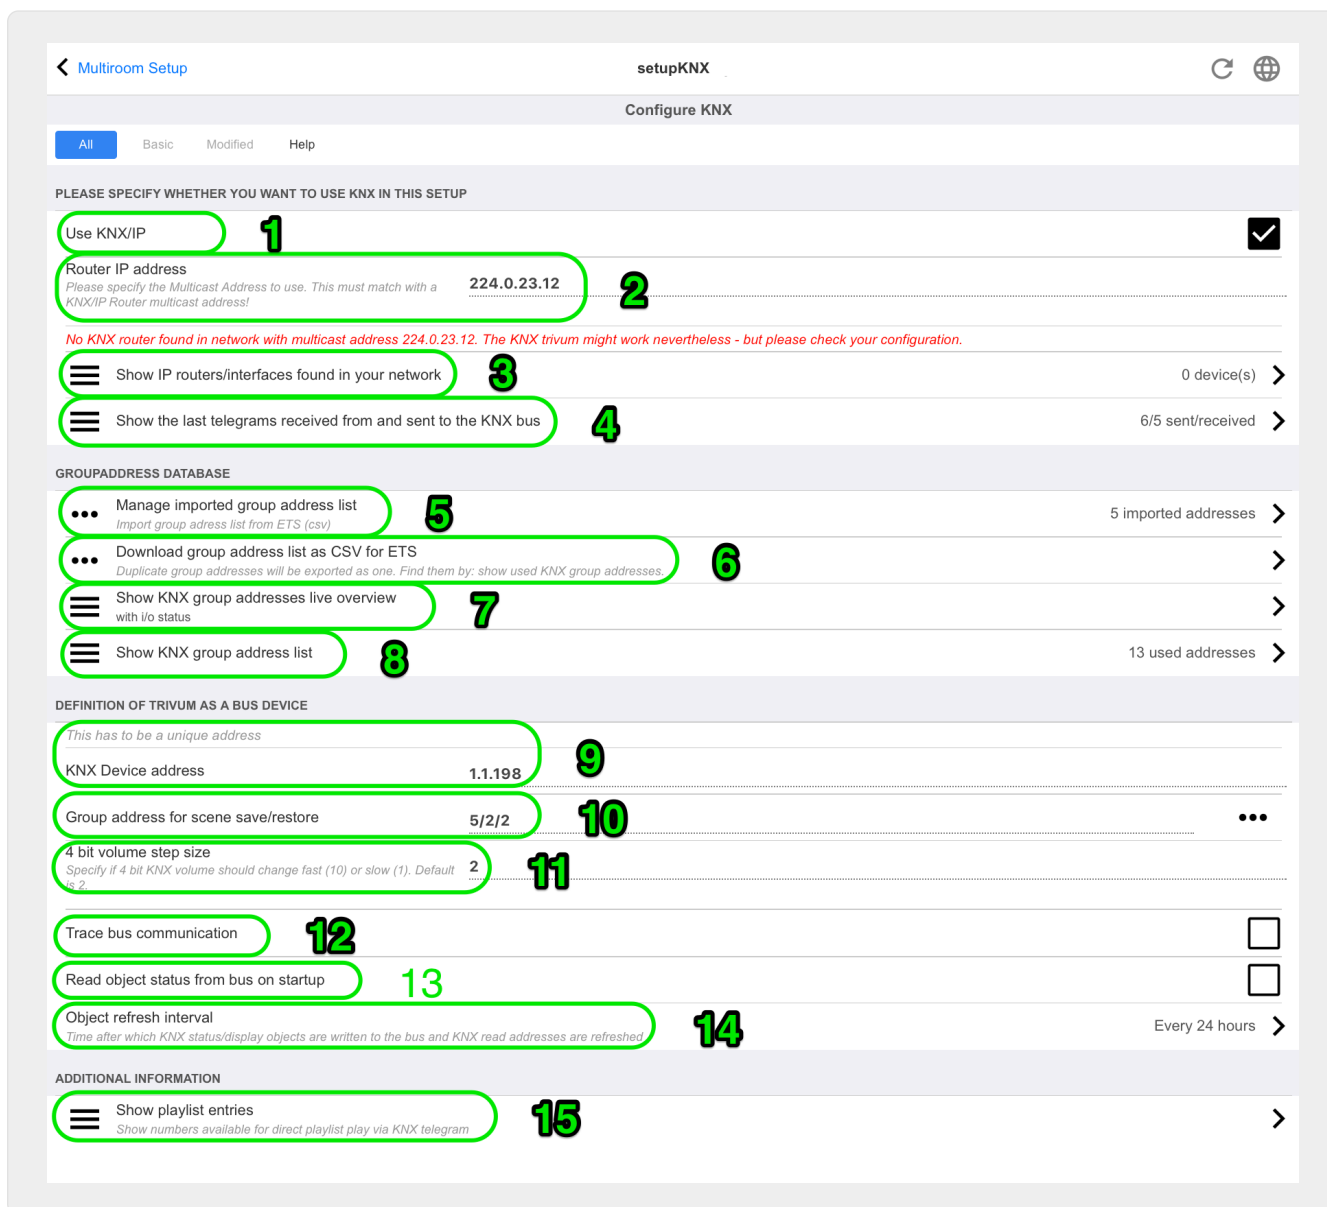 Multiroom Setup
setupKNX
Configure KNX
All Basic Modified Help
PLEASE SPECIFY WHETHER YOU WANT TO USE KNX IN THIS SETUP
Use KNX/IP 1
Router IP address
Please specify the Multicast Address to use. This must match with a
KNX/IP Router multicast address!
224.0.23.12 2
No KNX router found in network with multicast address 224.0.23.12. The KNX trivum might work nevertheless - but please check your configuration.
Show IP routers/interfaces found in your network 3 0 device(s)
Show the last telegrams received from and sent to the KNX bus 4 6/5 sent/received
GROUPADDRESS DATABASE
Manage imported group address list
Import group adress list from ETS (csv)
5 5 imported addresses
Download group address list as CSV for ETS
Duplicate group addresses will be exported as one. Find them by: show used KNX group addresses.
6
Show KNX group addresses live overview
with i/o status
7
Show KNX group address list 8 13 used addresses
DEFINITION OF TRIVUM AS A BUS DEVICE
This has to be a unique address
KNX Device address 1.1.198 9
Group address for scene save/restore 5/2/2 10
4 bit volume step size
Specify if 4 bit KNX volume should change fast (10) or slow (1). Default
is 2.
2 11
Trace bus communication 12
Read object status from bus on startup 13
Object refresh interval
Time after which KNX status/display objects are written to the bus and KNX read addresses are refreshed
14 Every 24 hours
ADDITIONAL INFORMATION
Show playlist entries
Show numbers available for direct playlist play via KNX telegram
15